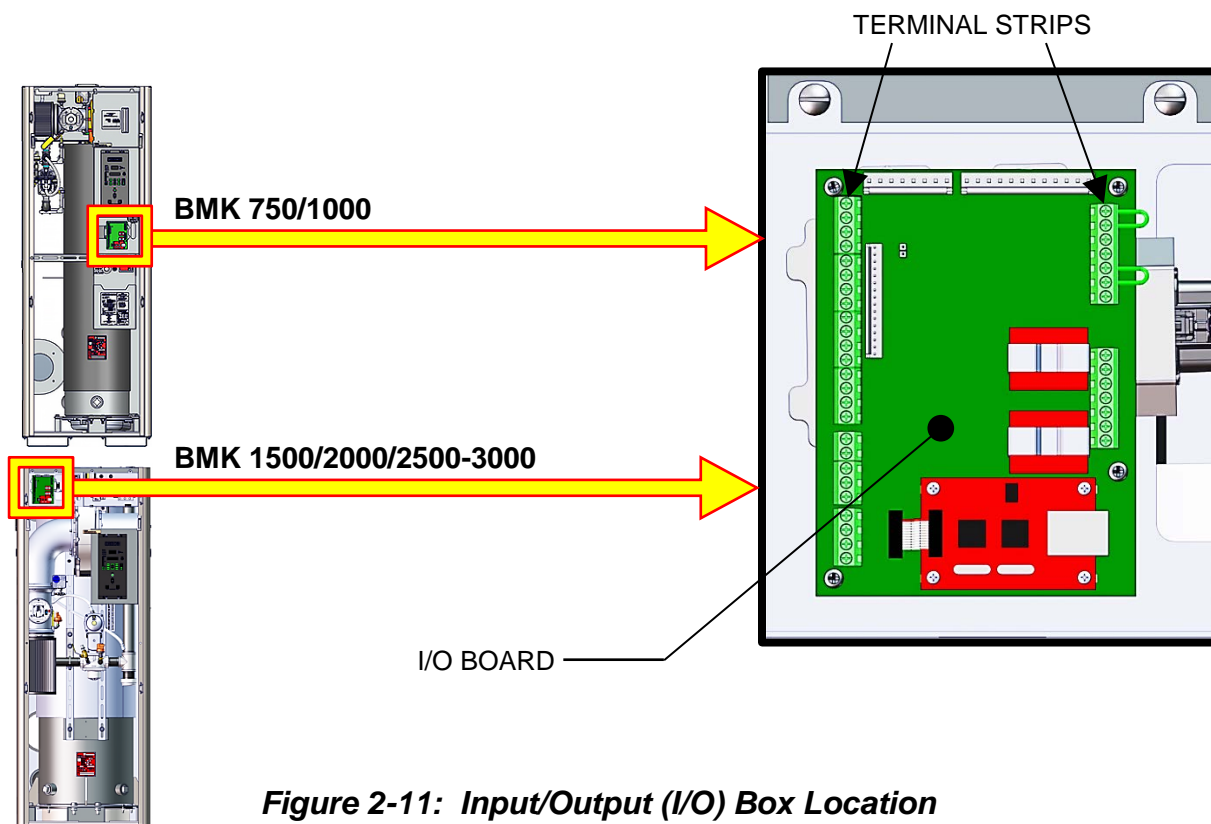 TERMINAL STRIPS
BMK 750/1000
BMK 1500/2000/2500-3000
I/O BOARD
Figure 2-11:  Input/Output (I/O) Box Location